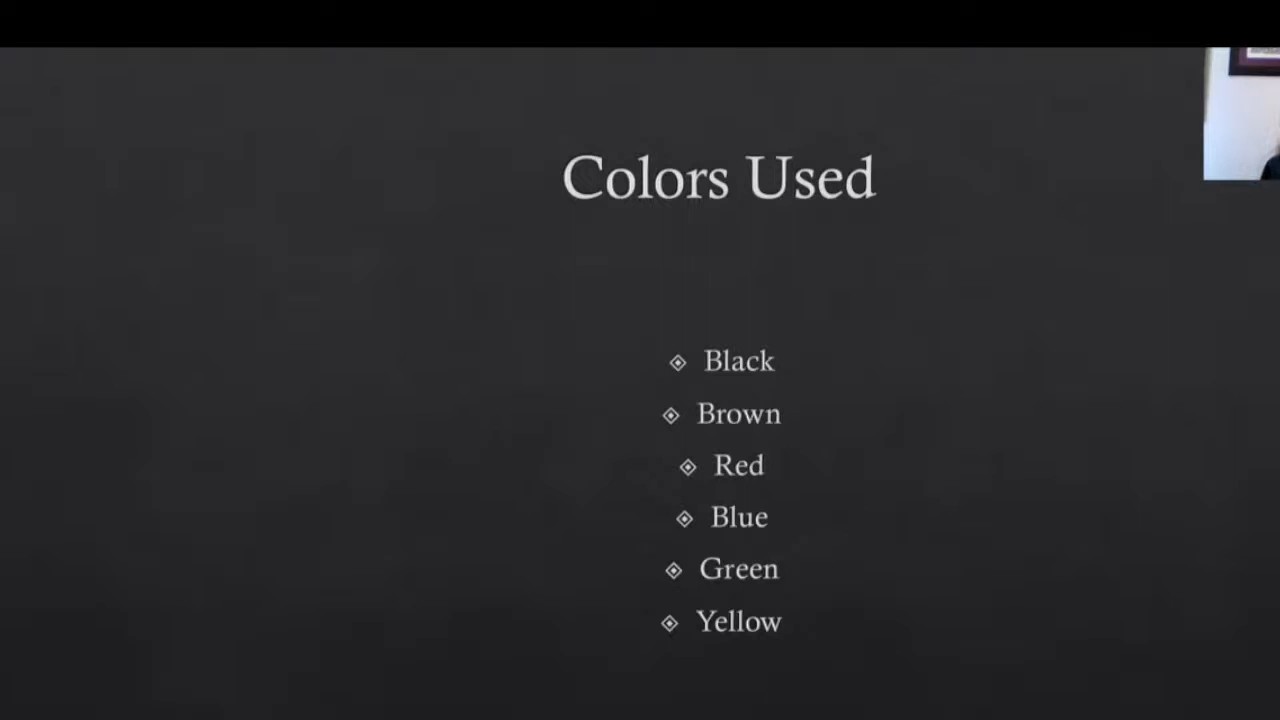 Colors Used
Black
Brown
Red
Blue
Green
Yellow